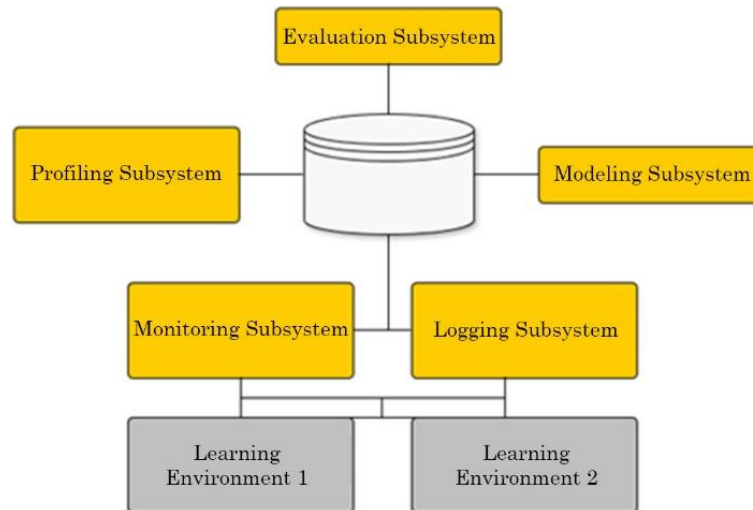 Evaluation Subsystem
Profiling Subsystem
Modeling Subsystem
Monitoring Subsystem
Logging Subsystem
Learning
Environment 1
Learning
Environment 2